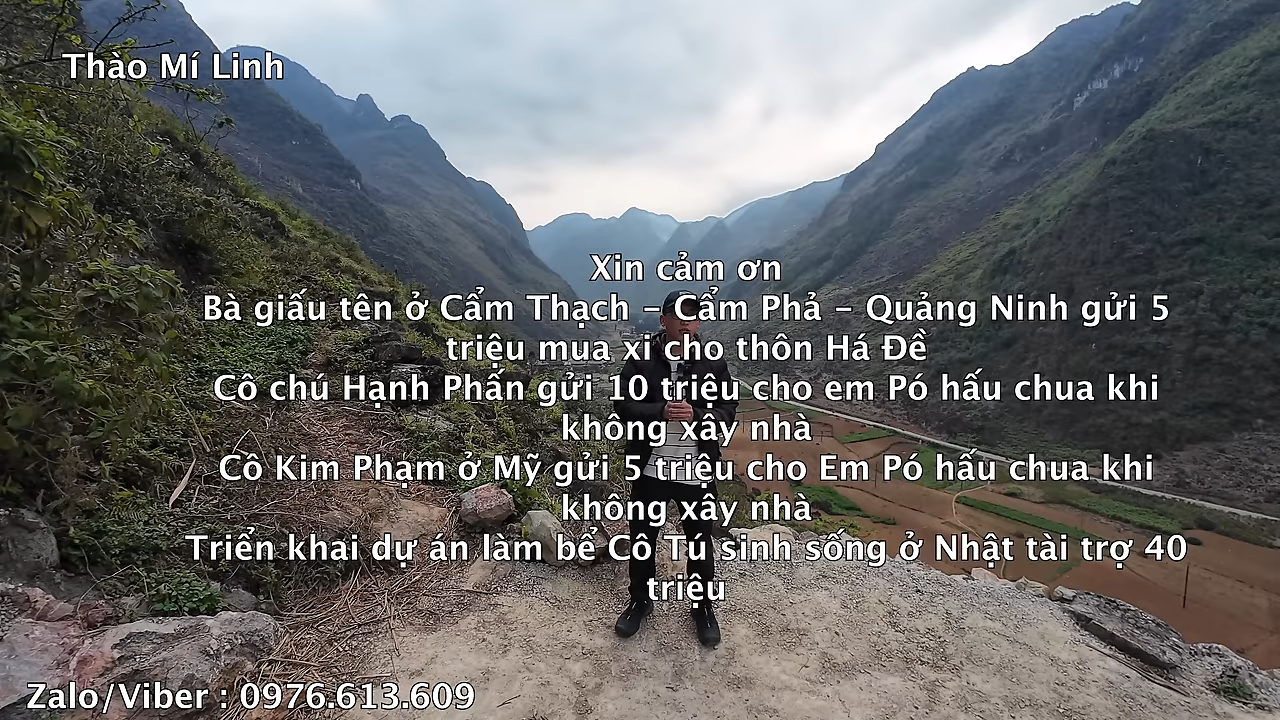 Thào Mí Linh
Xin cảm ơn
Bà giấu tên ở Cẩm Thạch – Cẩm Phả – Quảng Ninh gửi 5
triệu mua xi cho thôn Há Đề
Cô chú Hạnh Phấn gửi 10 triệu cho em Pó hấu chua khi
không xây nhà
Cô Kim Phạm ở Mỹ gửi 5 triệu cho Em Pó hấu chua khi
không xây nhà
Triển khai dự án làm bể Cô Tú sinh sống ở Nhật tài trợ 40
triệu
Zalo/Viber : 0976.613.609